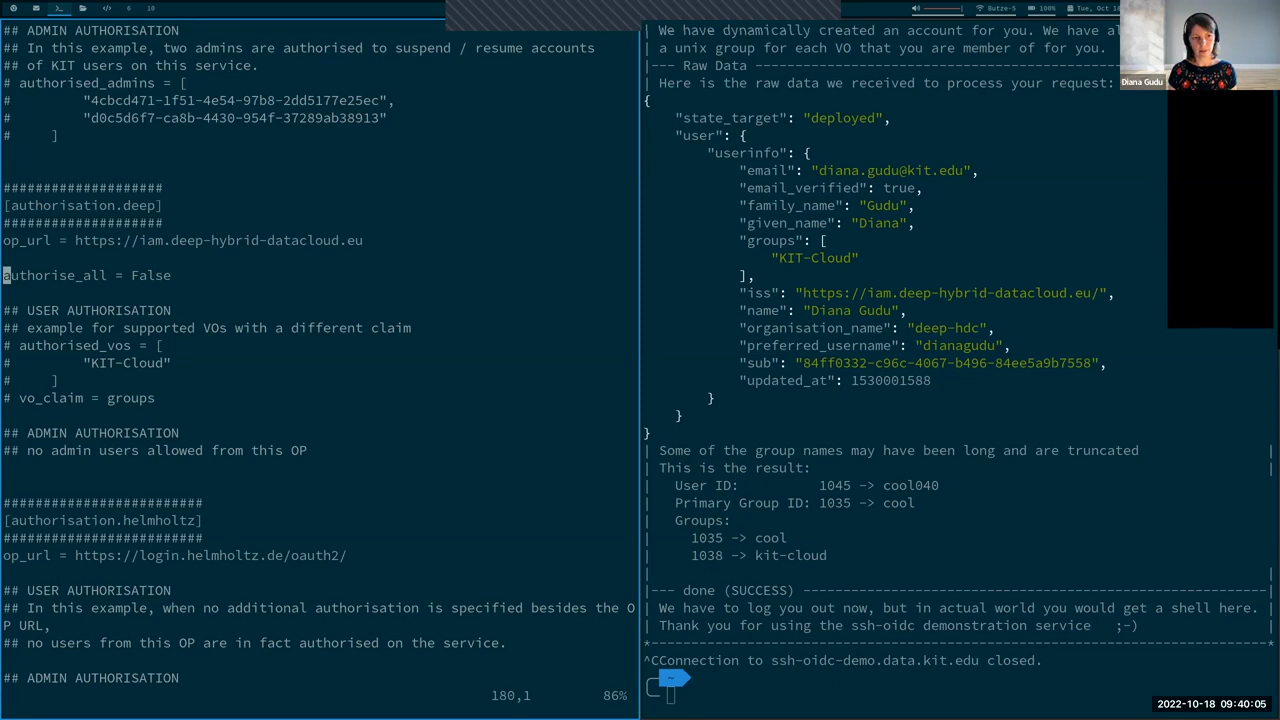 6 10
Butze-5 100% Tue, Oct 18
Diana Gudu
## ADMIN AUTHORISATION
## In this example, two admins are authorised to suspend / resume accounts
## of KIT users on this service.
# authorised_admins = [
#        "4cbcd471-1f51-4e54-97b8-2dd5177e25ec",
#        "d0c5d6f7-ca8b-4430-954f-37289ab38913"
#    ]
####################
[authorisation.deep]
####################
op_url = https://iam.deep-hybrid-datacloud.eu
authorise_all = False
## USER AUTHORISATION
## example for supported VOs with a different claim
# authorised_vos = [
#        "KIT-Cloud"
#    ]
# vo_claim = groups
## ADMIN AUTHORISATION
## no admin users allowed from this OP
#########################
[authorisation.helmholtz]
#########################
op_url = https://login.helmholtz.de/oauth2/
## USER AUTHORISATION
## In this example, when no additional authorisation is specified besides the O
P URL,
## no users from this OP are in fact authorised on the service.
## ADMIN AUTHORISATION
180,1 86%
| We have dynamically created an account for you. We have al
| a unix group for each VO that you are member of for you.
|--- Raw Data ---------------------------------------------
| Here is the raw data we received to process your request:
{
    "state_target": "deployed",
    "user": {
        "userinfo": {
            "email": "diana.gudu@kit.edu",
            "email_verified": true,
            "family_name": "Gudu",
            "given_name": "Diana",
            "groups": [
                "KIT-Cloud"
            ],
            "iss": "https://iam.deep-hybrid-datacloud.eu/",
            "name": "Diana Gudu",
            "organisation_name": "deep-hdc",
            "preferred_username": "dianagudu",
            "sub": "84ff0332-c96c-4067-b496-84ee5a9b7558",
            "updated_at": 1530001588
        }
    }
}
| Some of the group names may have been long and are truncated |
| This is the result: |
|   User ID:          1045 -> cool040 |
|   Primary Group ID: 1035 -> cool |
|   Groups: |
|     1035 -> cool |
|     1038 -> kit-cloud |
| |
|--- done (SUCCESS) ---------------------------------------------------------|
| We have to log you out now, but in actual world you would get a shell here. |
| Thank you for using the ssh-oidc demonstration service   ;-) |
*-----------------------------------------------------------------------------*
^CConnection to ssh-oidc-demo.data.kit.edu closed.
~
2022-10-18 09:40:05